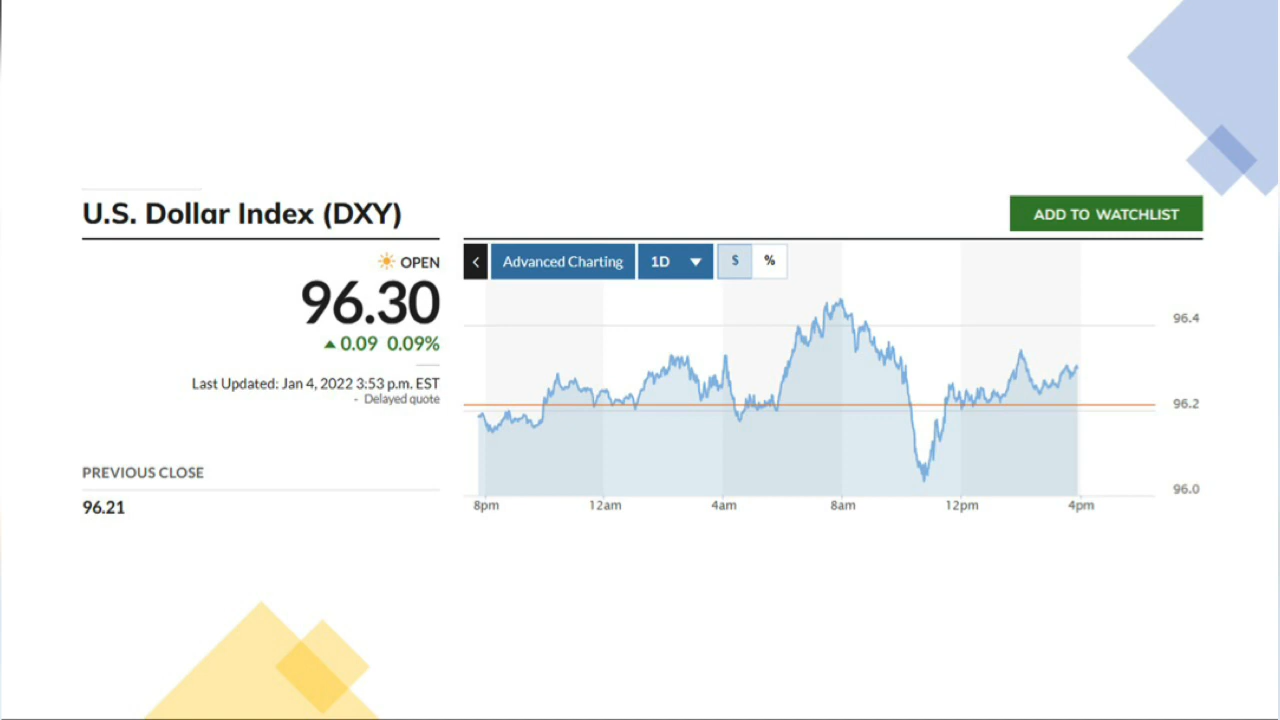 U.S. Dollar Index (DXY)
ADD TO WATCHLIST
OPEN
96.30
0.09 0.09%
Last Updated: Jan 4, 2022 3:53 p.m. EST
- Delayed quote
PREVIOUS CLOSE
96.21
Advanced Charting 1D $ %
96.4
96.2
96.0
8pm 12am 4am 8am 12pm 4pm